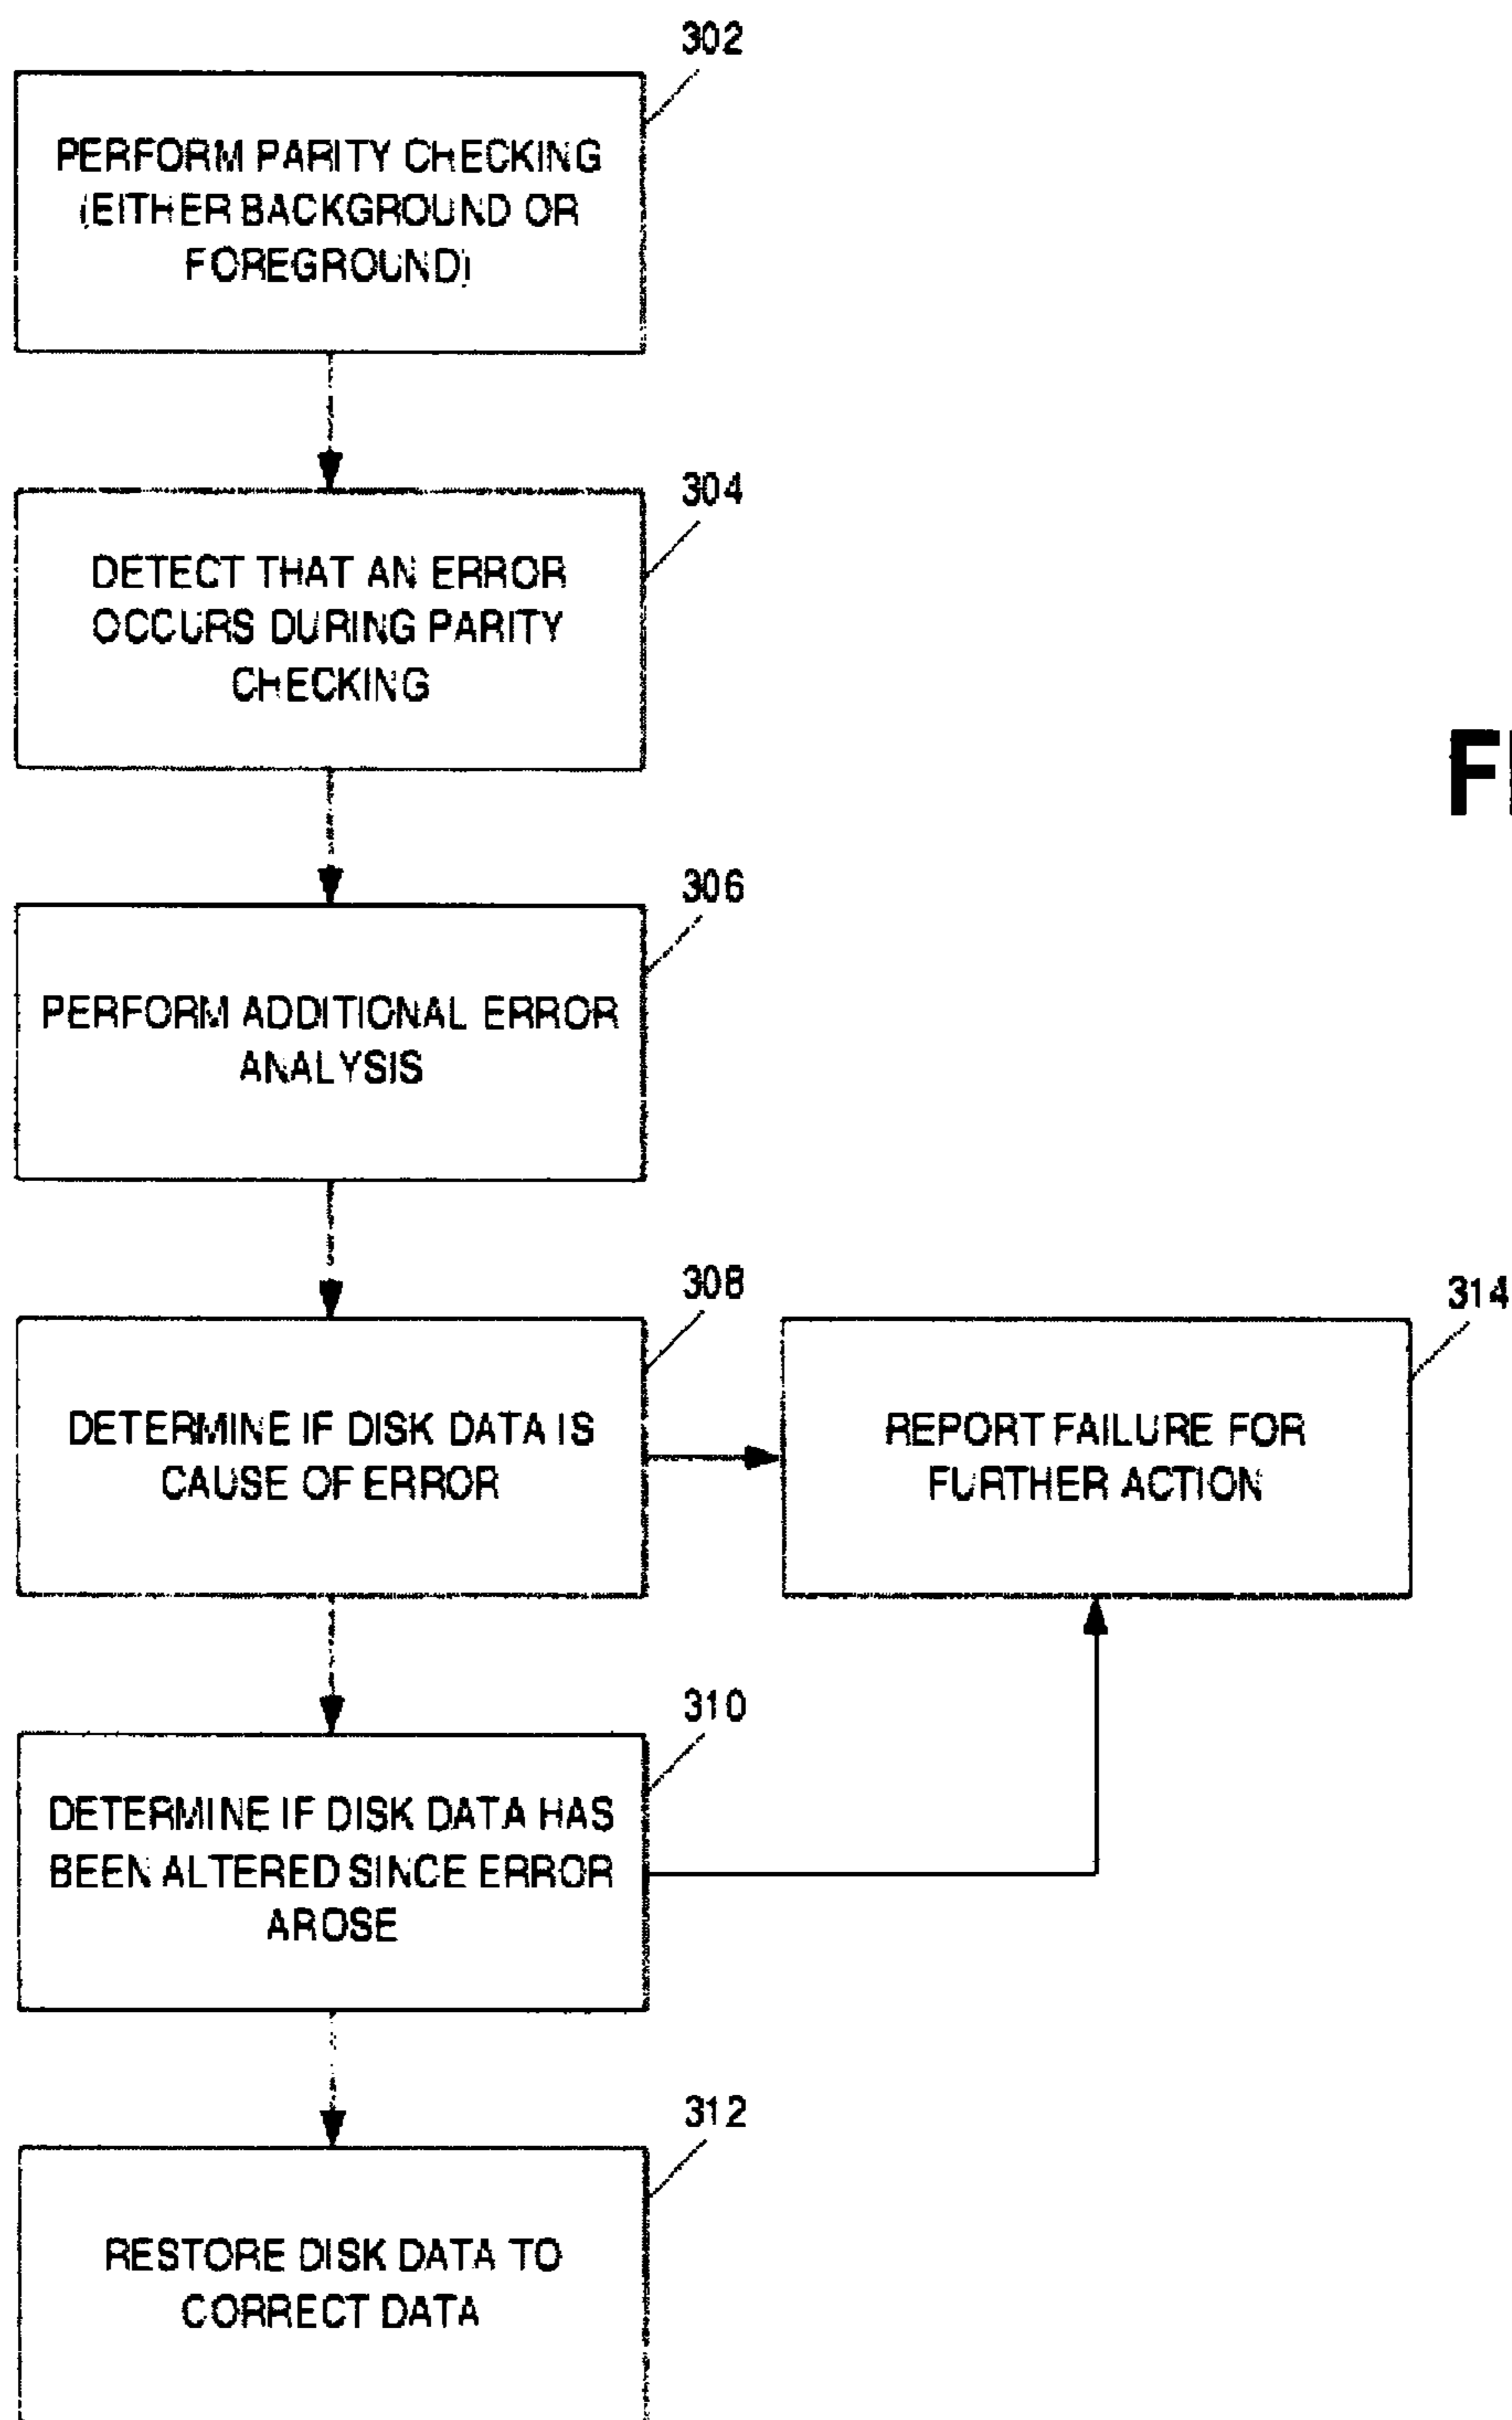 302
PERFORM PARITY CHECKING
(EITHER BACKGROUND OR
FOREGROUND)
304
DETECT THAT AN ERROR
OCCURS DURING PARITY
CHECKING
306
PERFORM ADDITIONAL ERROR
ANALYSIS
308
DETERMINE IF DISK DATA IS
CAUSE OF ERROR
314
REPORT FAILURE FOR
FURTHER ACTION
310
DETERMINE IF DISK DATA HAS
BEEN ALTERED SINCE ERROR
AROSE
312
RESTORE DISK DATA TO
CORRECT DATA